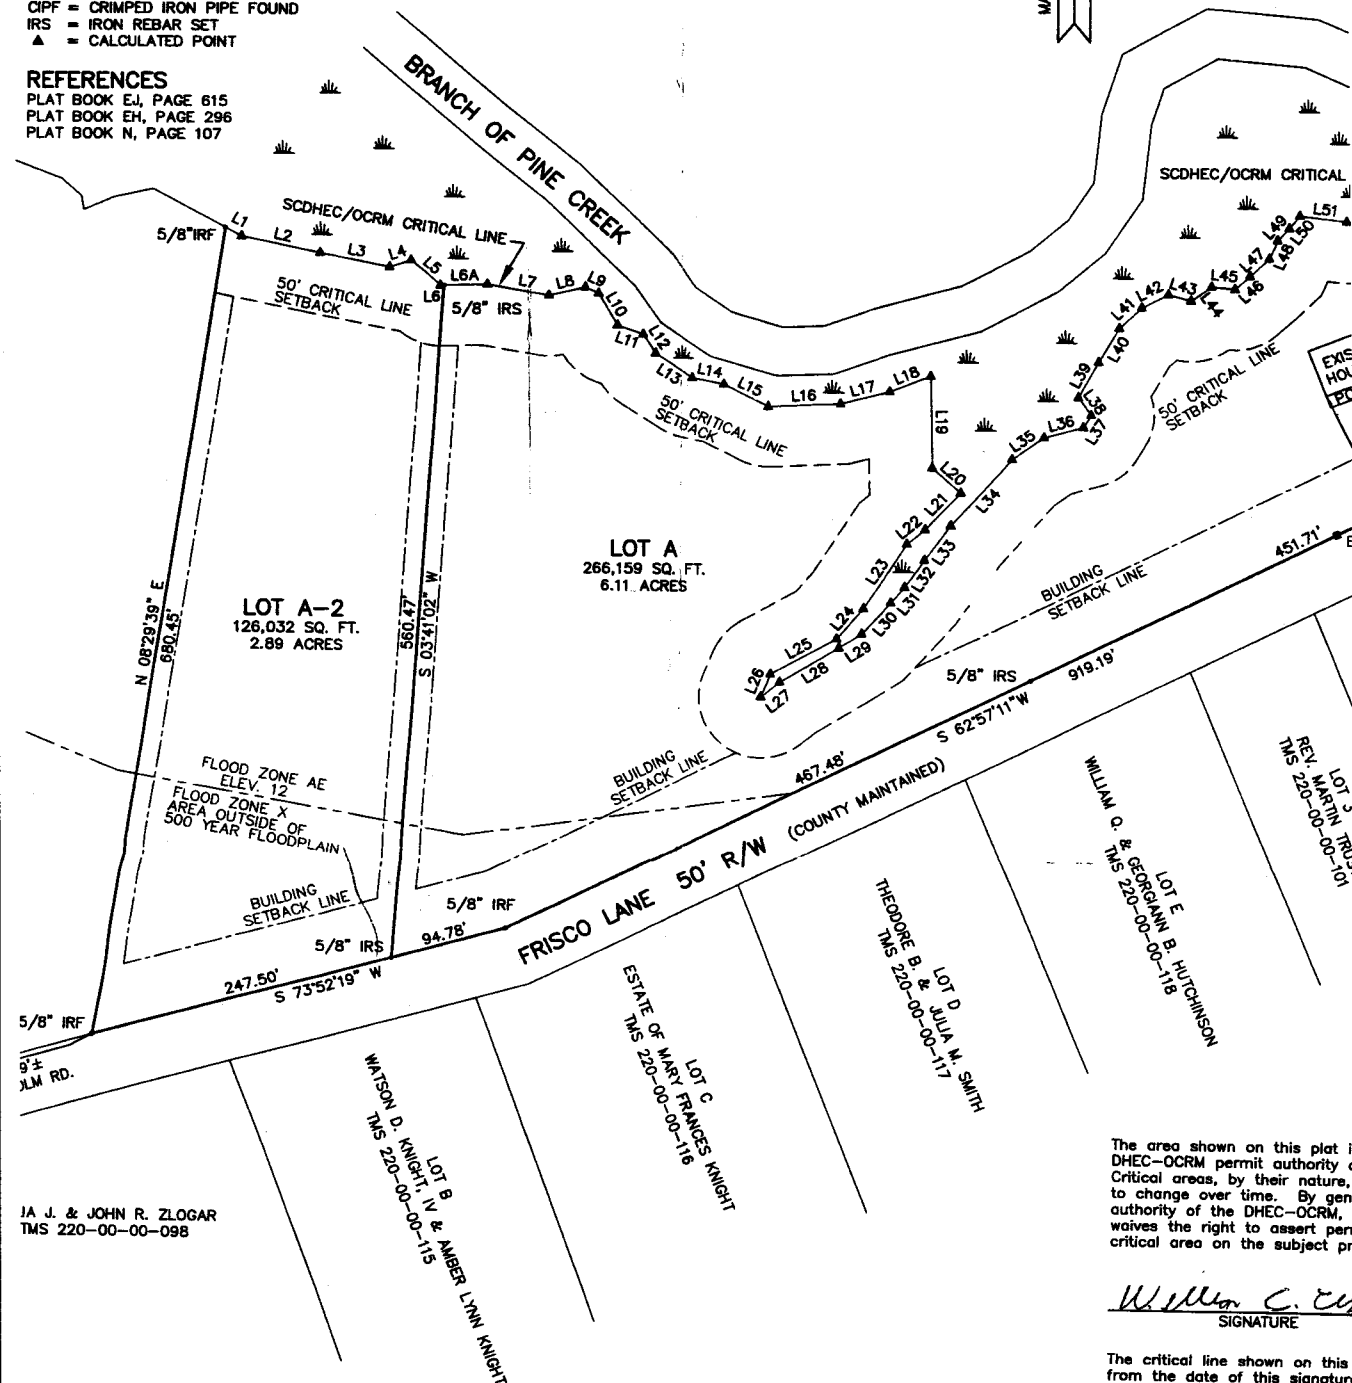 CIPF = CRIMPED IRON PIPE FOUND
IRS = IRON REBAR SET
▲ = CALCULATED POINT
REFERENCES
PLAT BOOK EJ, PAGE 615
PLAT BOOK EH, PAGE 296
PLAT BOOK N, PAGE 107
BRANCH OF PINE CREEK
SCDHEC/OCRM CRITICAL LINE
SCDHEC/OCRM CRITICAL
5/8" IRF
L1
L2
L3
L4
L5
L6
L6A
L7
L8
L9
L10
L11
L12
L13
L14
L15
L16
L17
L18
L19
L20
L21
L22
L23
L24
L25
L26
L27
L28
L29
L30
L31
L32
L33
L34
L35
L36
L37
L38
L39
L40
L41
L42
L43
L44
L45
L46
L47
L48
L49
L50
L51
5/8" IRS
50' CRITICAL LINE
SETBACK
50' CRITICAL LINE
SETBACK
50' CRITICAL LINE
SETBACK
LOT A
266,159 SQ. FT.
6.11 ACRES
LOT A-2
126,032 SQ. FT.
2.89 ACRES
N 08°29'39" E
680.45'
560.47'
S 03°41'02" W
BUILDING
SETBACK LINE
451.71'
5/8" IRS
919.19'
S 62°57'11" W
467.48'
BUILDING
SETBACK LINE
FLOOD ZONE AE
ELEV. 12
FLOOD ZONE X
AREA OUTSIDE OF
500 YEAR FLOODPLAIN
BUILDING
SETBACK LINE
5/8" IRF
5/8" IRS
94.78'
247.50'
S 73°52'19" W
5/8" IRF
FRISCO LANE 50' R/W (COUNTY MAINTAINED)
9'±
RD.
LOT B
WATSON D. KNIGHT, IV & AMBER LYNN KNIGHT
TMS 220-00-00-115
LOT C
ESTATE OF MARY FRANCES KNIGHT
TMS 220-00-00-116
LOT D
THEODORE B. & JULIA M. SMITH
TMS 220-00-00-117
LOT E
WILLIAM Q. & GEORGIANN B. HUTCHINSON
TMS 220-00-00-118
LOT
REV. MARTIN
TMS 220-00-00-101
J. & JOHN R. ZLOGAR
TMS 220-00-00-098
The area shown on this plat
DHEC-OCRM permit authority
Critical areas, by their nature,
to change over time. By
authority of the DHEC-OCRM,
waives the right to assert
critical area on the subject
SIGNATURE
The critical line shown on this
from the date of this signature